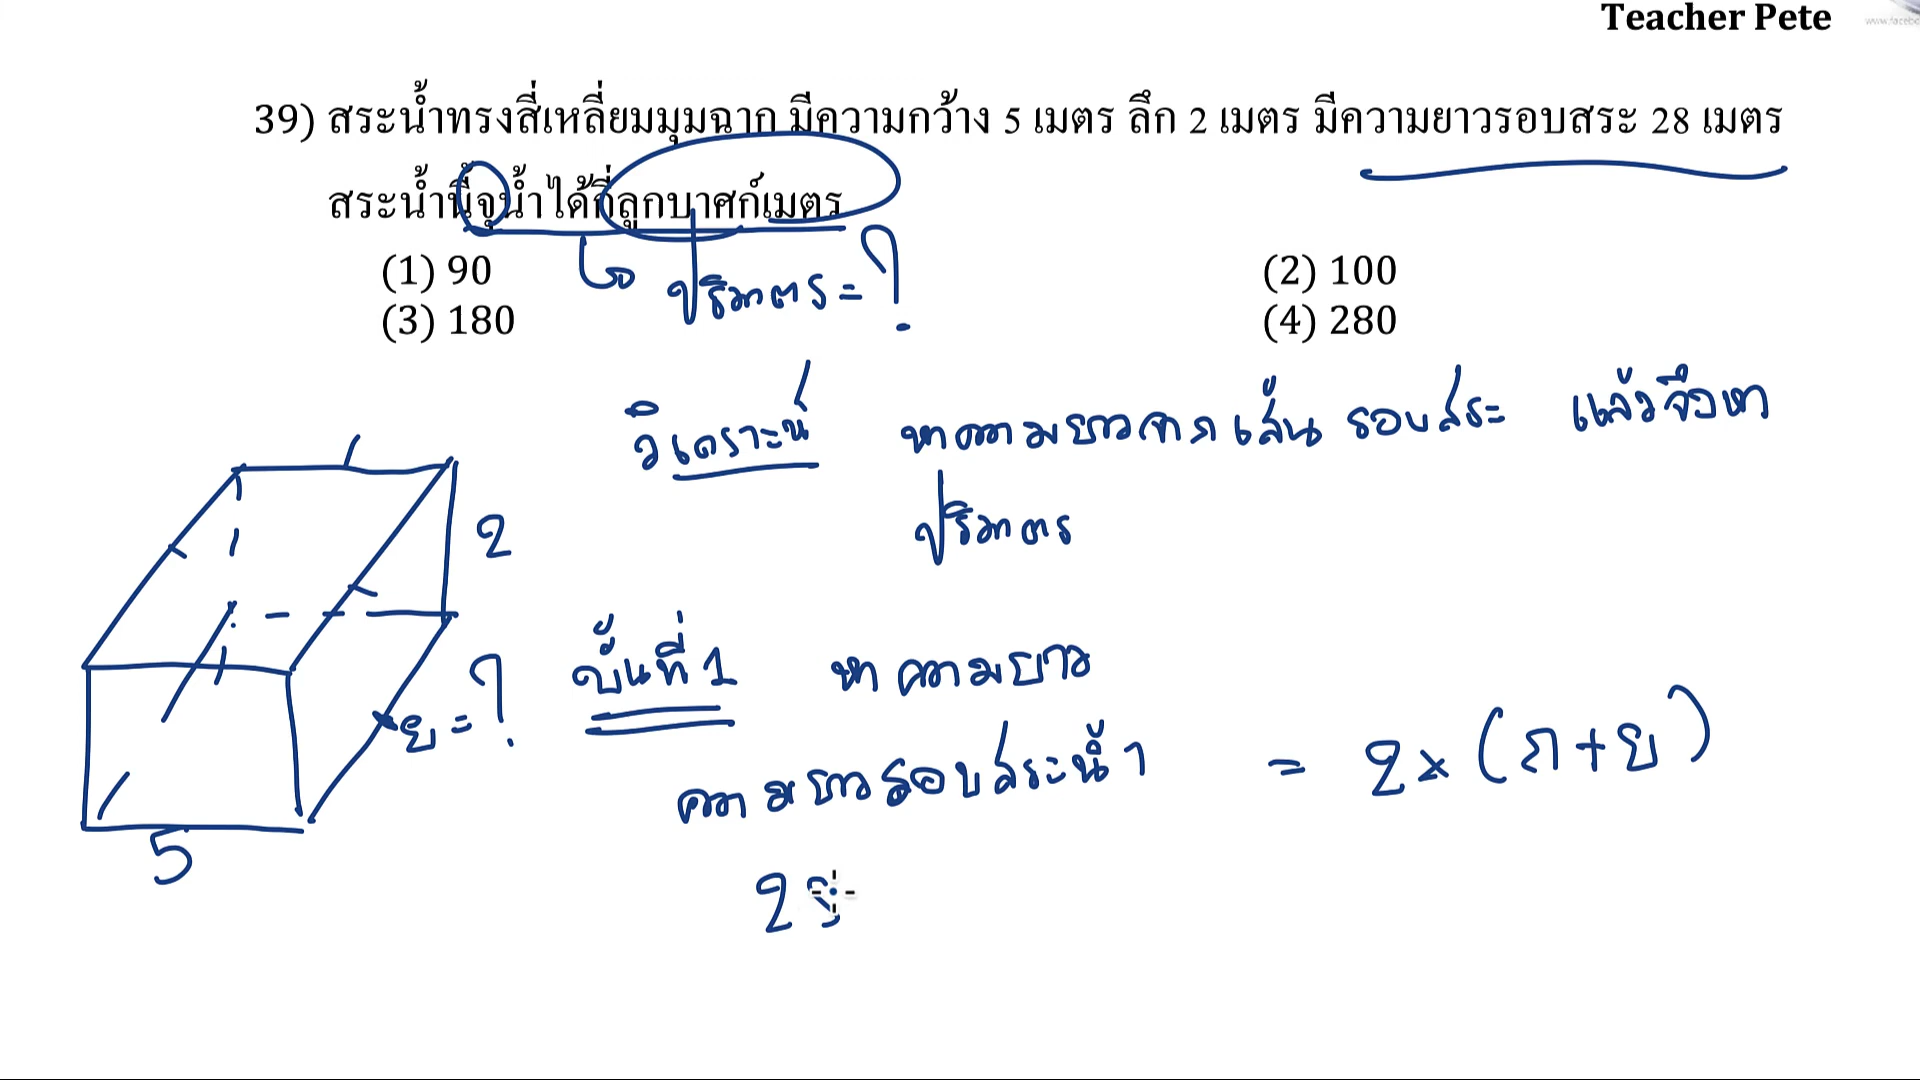 Teacher Pete
39) สระน้ำทรงสี่เหลี่ยมมุมฉาก มีความกว้าง 5 เมตร ลึก 2 เมตร มีความยาวรอบสระ 28 เมตร
สระน้ำนี้จุน้ำได้กี่ลูกบาศก์เมตร
(1) 90
(2) 100
(3) 180
(4) 280
ปริมาตร = ?
วิเคราะห์ หาความยาวจากเส้นรอบสระ แล้วจึงหา
ปริมาตร
2
ขั้นที่ 1 หาความยาว
ย = ?
ความยาวรอบสระน้ำ = 2 × (ก + ย)
5
28